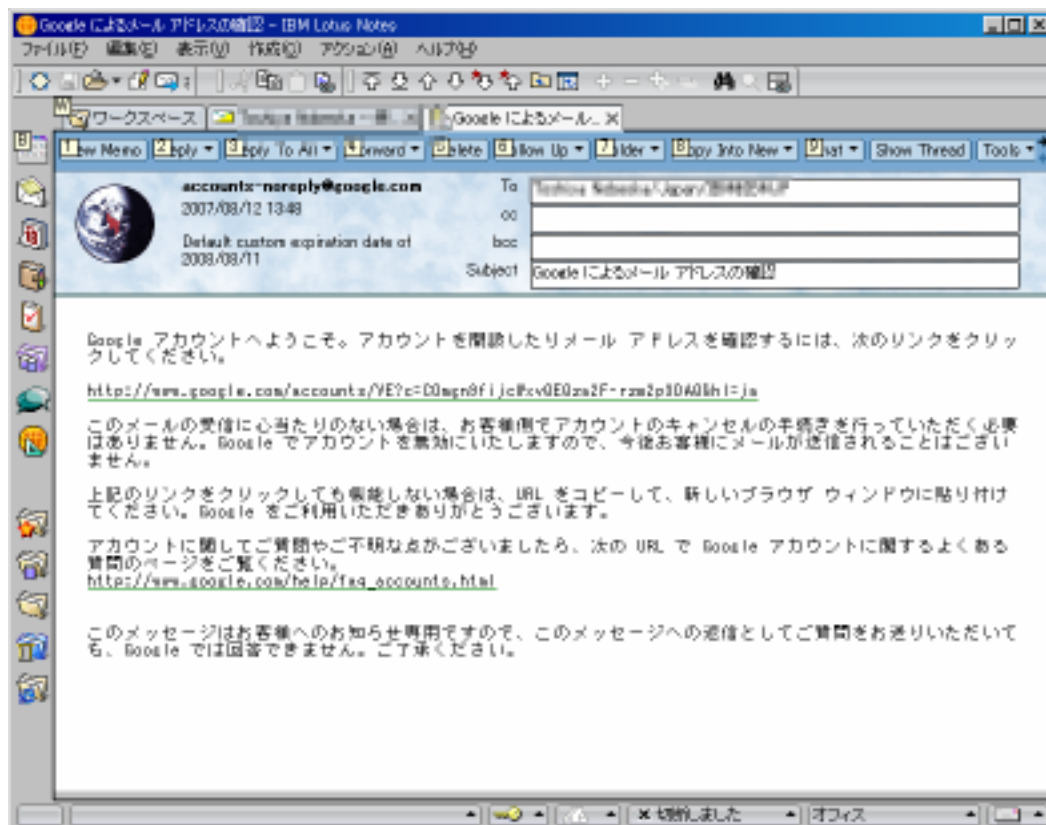 Google によるメール アドレスの確認 - IBM Lotus Notes
ファイル(F) 編集(E) 表示(V) 作成(C) アクション(A) ヘルプ(H)
ワークスペース Google によるメール..
Reply To All Delete Copy Into New Show Thread Tools
accounts-noreply@google.com To
2007/08/12 13:48
cc
Default custom expiration date of bcc
2008/08/11
Subject Google によるメール アドレスの確認
Google アカウントへようこそ。アカウントを開設したりメール アドレスを確認するには、次のリンクをクリッ
クしてください。
このメールの受信に心当たりのない場合は、お客様側でアカウントのキャンセルの手続きを行っていただく必要
はありません。Google でアカウントを無効にいたしますので、今後お客様にメールが送信されることはござい
ません。
上記のリンクをクリックしても機能しない場合は、URL をコピーして、新しいブラウザ ウィンドウに貼り付け
てください。Google をご利用いただきありがとうございます。
アカウントに関してご質問やご不明な点がございましたら、次の URL で Google アカウントに関するよくある
質問のページをご覧ください。
http://www.google.com/help/faq_accounts.html
このメッセージはお客様へのお知らせ専用ですので、このメッセージへの返信としてご質問をお送りいただいて
も、Google では回答できません。ご了承ください。
切断しました オフィス